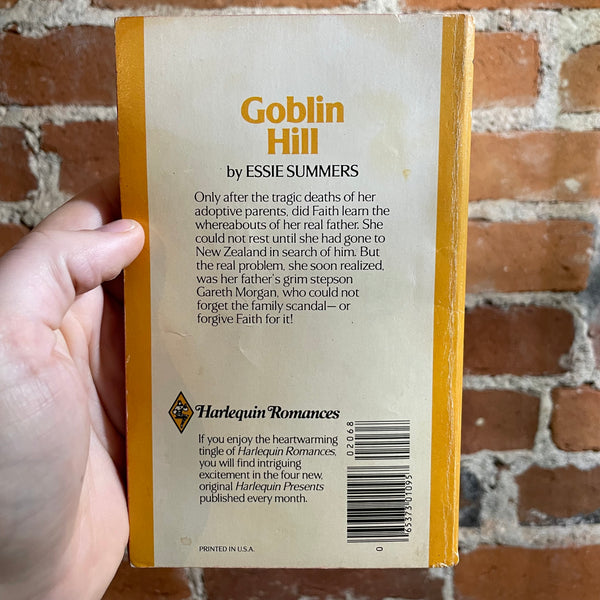 Goblin
Hill
by ESSIE SUMMERS
Only after the tragic deaths of her
adoptive parents, did Faith learn the
whereabouts of her real father. She
could not rest until she had gone to
New Zealand in search of him. But
the real problem, she soon realized,
was her father's grim stepson
Gareth Morgan, who could not
forget the family scandal—or
forgive Faith for it!
Harlequin Romances
If you enjoy the heartwarming
tingle of Harlequin Romances,
you will find intriguing
excitement in the four new,
original Harlequin Presents
published every month.
PRINTED IN U.S.A.
02068
0 65373 01095